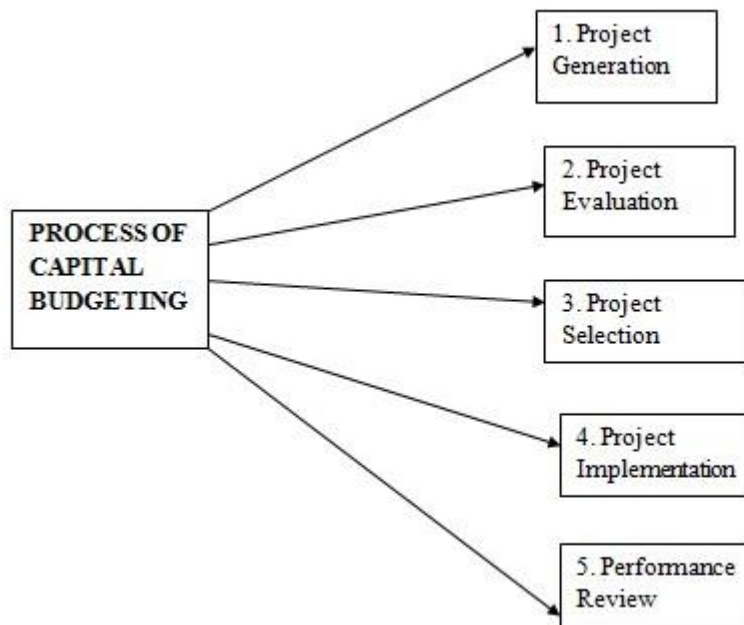 1. Project
Generation
2. Project
Evaluation
PROCESS OF
CAPITAL
BUDGETING
3. Project
Selection
4. Project
Implementation
5. Performance
Review